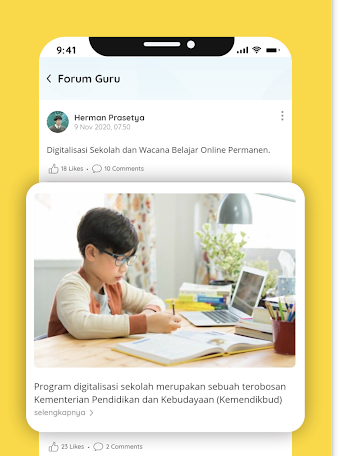 9:41
Forum Guru
Herman Prasetya
9 Nov 2020, 07.50
Digitalisasi Sekolah dan Wacana Belajar Online Permanen.
18 Likes • 10 Comments
Program digitalisasi sekolah merupakan sebuah terobosan
Kementerian Pendidikan dan Kebudayaan (Kemendikbud)
selengkapnya
23 Likes • 2 Comments